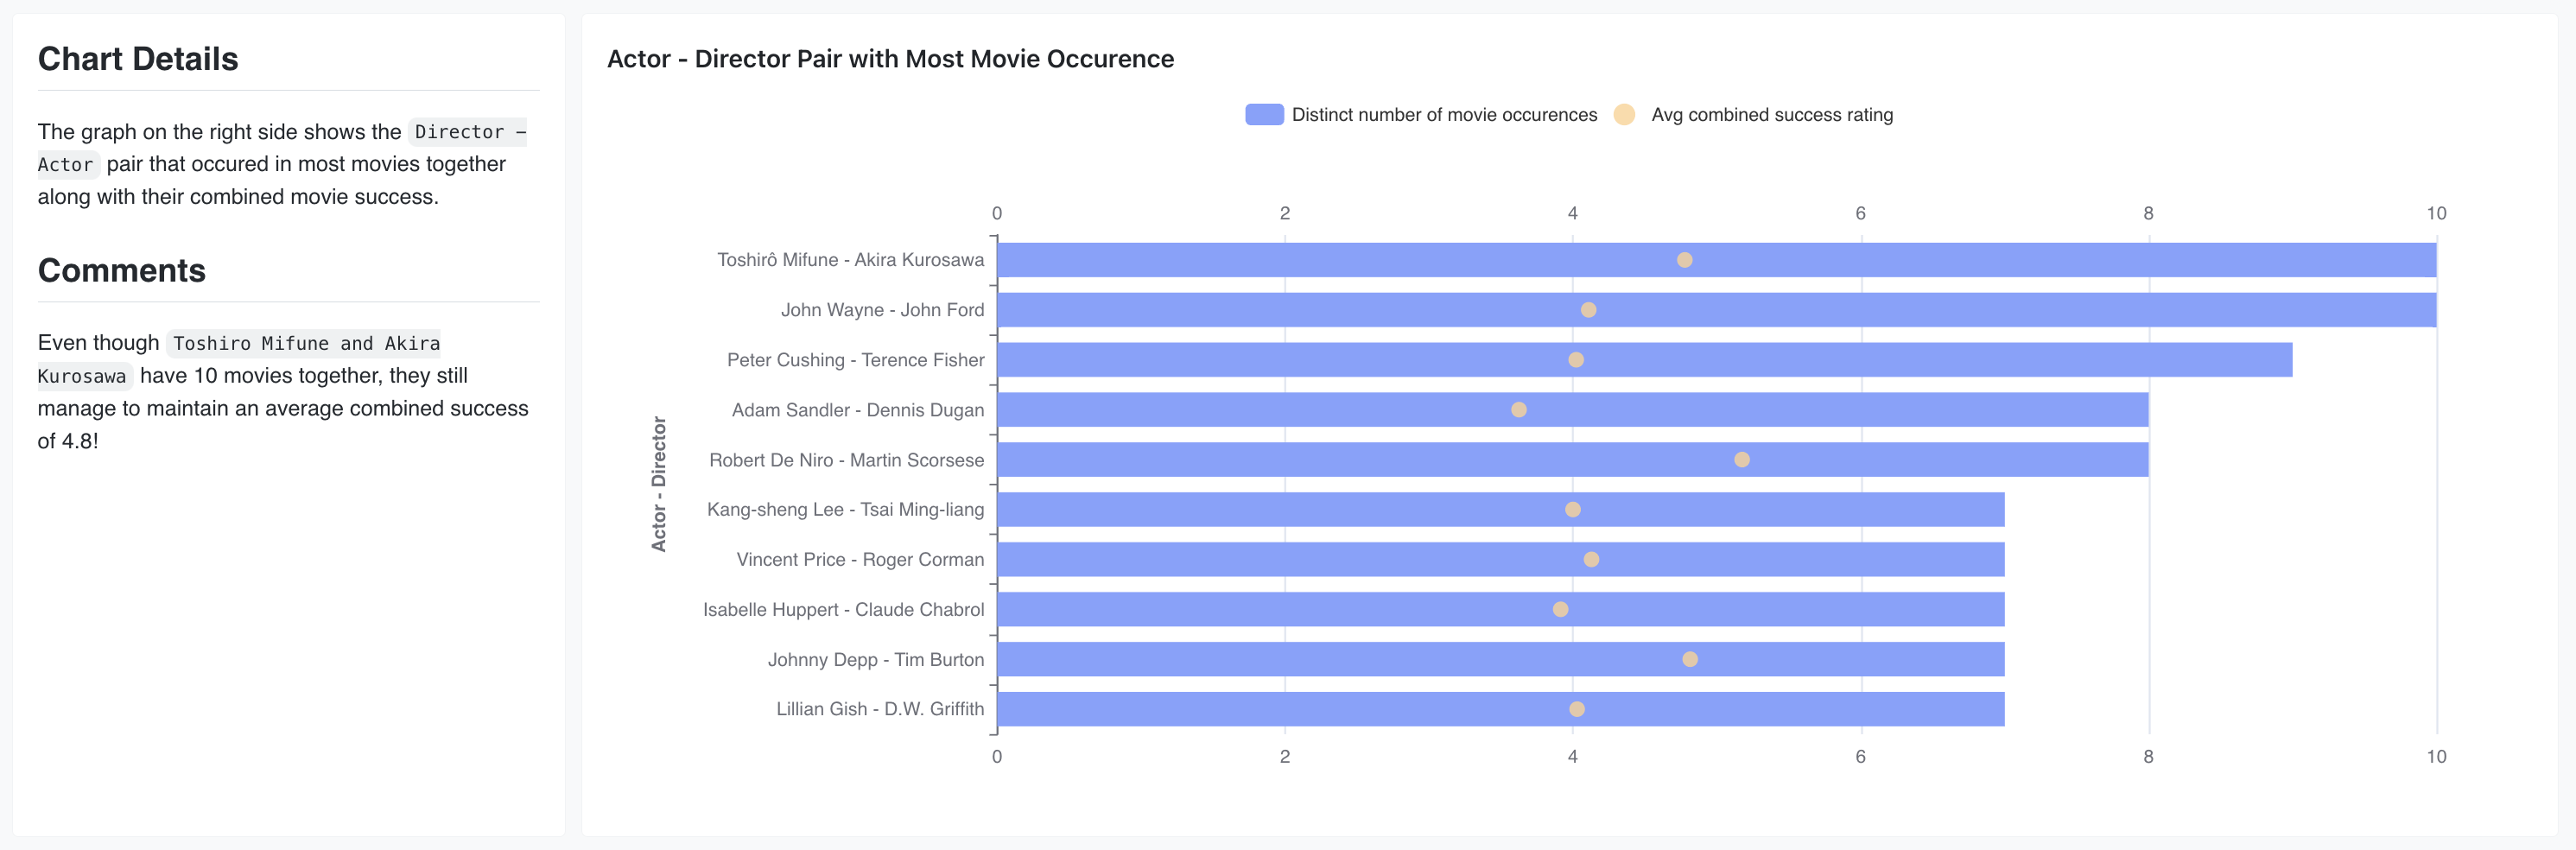 Chart Details
The graph on the right side shows the Director –
Actor pair that occured in most movies together
along with their combined movie success.
Comments
Even though Toshiro Mifune and Akira
Kurosawa have 10 movies together, they still
manage to maintain an average combined success
of 4.8!
Actor - Director Pair with Most Movie Occurence
Distinct number of movie occurences
Avg combined success rating
0 2 4 6 8 10
Actor - Director
Toshirô Mifune - Akira Kurosawa
John Wayne - John Ford
Peter Cushing - Terence Fisher
Adam Sandler - Dennis Dugan
Robert De Niro - Martin Scorsese
Kang-sheng Lee - Tsai Ming-liang
Vincent Price - Roger Corman
Isabelle Huppert - Claude Chabrol
Johnny Depp - Tim Burton
Lillian Gish - D.W. Griffith
0 2 4 6 8 10